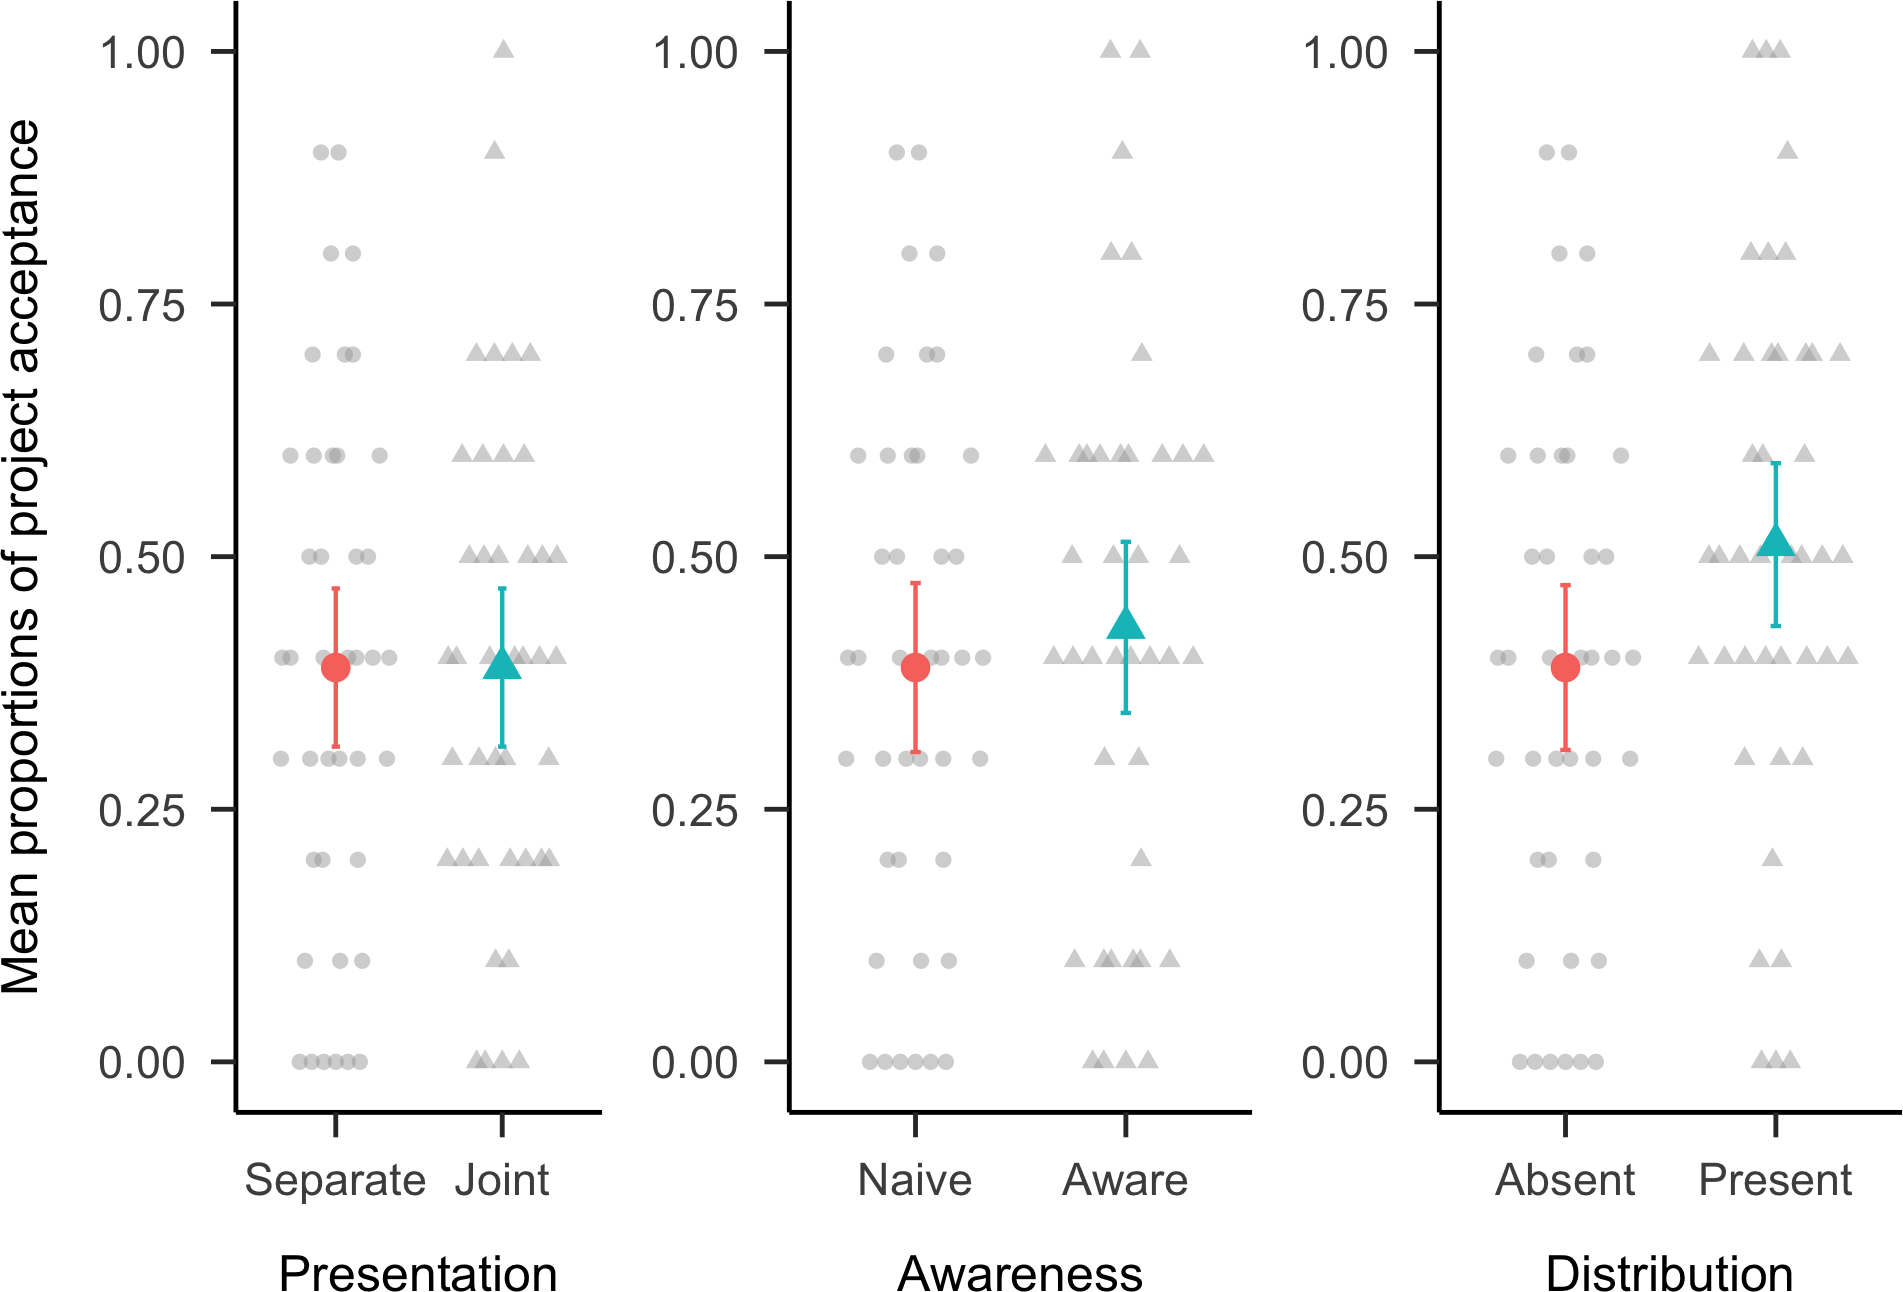 Mean proportions of project acceptance
1.00
0.75
0.50
0.25
0.00
Separate
Joint
Presentation
1.00
0.75
0.50
0.25
0.00
Naive
Aware
Awareness
1.00
0.75
0.50
0.25
0.00
Absent
Present
Distribution